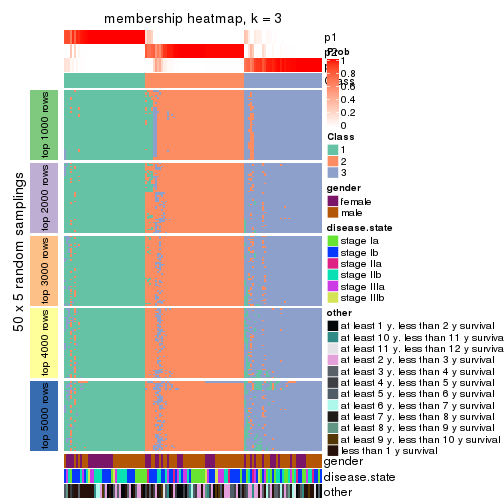 membership heatmap, k = 3
p1
p2
Prob
1
0.8
0.6
0.4
0.2
0
Class
1
2
3
gender
female
male
disease.state
stage Ia
stage Ib
stage IIa
stage IIb
stage IIIa
stage IIIb
other
at least 1 y. less than 2 y survival
at least 10 y. less than 11 y survival
at least 11 y. less than 12 y survival
at least 2 y. less than 3 y survival
at least 3 y. less than 4 y survival
at least 4 y. less than 5 y survival
at least 5 y. less than 6 y survival
at least 6 y. less than 7 y survival
at least 7 y. less than 8 y survival
at least 8 y. less than 9 y survival
at least 9 y. less than 10 y survival
less than 1 y survival
50 x 5 random samplings
top 1000 rows
top 2000 rows
top 3000 rows
top 4000 rows
top 5000 rows
gender
disease.state
other